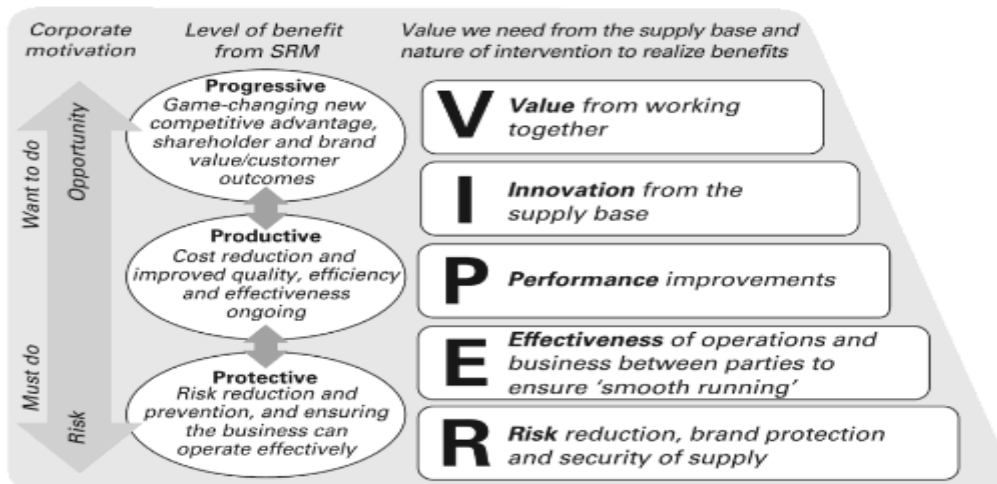 Corporate
motivation
Level of benefit
from SRM
Value we need from the supply base and
nature of intervention to realize benefits
Want to do
Opportunity
Must do
Risk
Progressive
Game-changing new
competitive advantage,
shareholder and brand
value/customer
outcomes
Productive
Cost reduction and
improved quality, efficiency
and effectiveness
ongoing
Protective
Risk reduction and
prevention, and ensuring
the business can
operate effectively
V
Value from working
together
I
Innovation from the
supply base
P
Performance improvements
E
Effectiveness of operations and
business between parties to
ensure ‘smooth running’
R
Risk reduction, brand protection
and security of supply